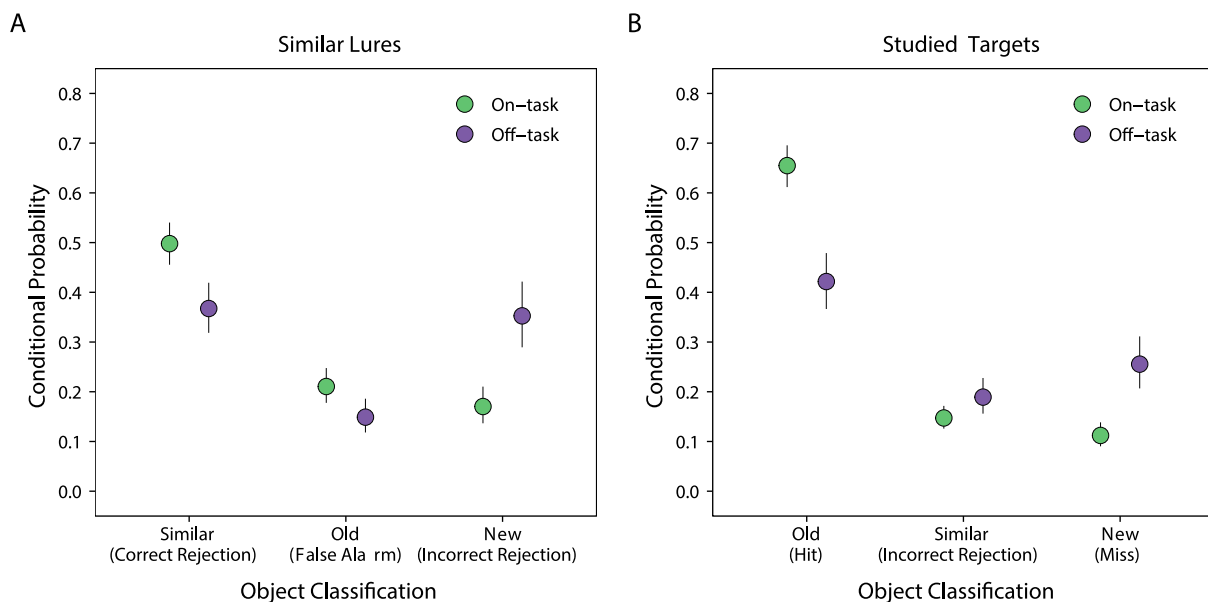 A
Similar Lures
On−task
Off−task
0.8
0.7
0.6
0.5
0.4
0.3
0.2
0.1
0.0
Conditional Probability
Similar
(Correct Rejection)
Old
(False Ala rm)
New
(Incorrect Rejection)
Object Classification
B
Studied Targets
On−task
Off−task
0.8
0.7
0.6
0.5
0.4
0.3
0.2
0.1
0.0
Conditional Probability
Old
(Hit)
Similar
(Incorrect Rejection)
New
(Miss)
Object Classification